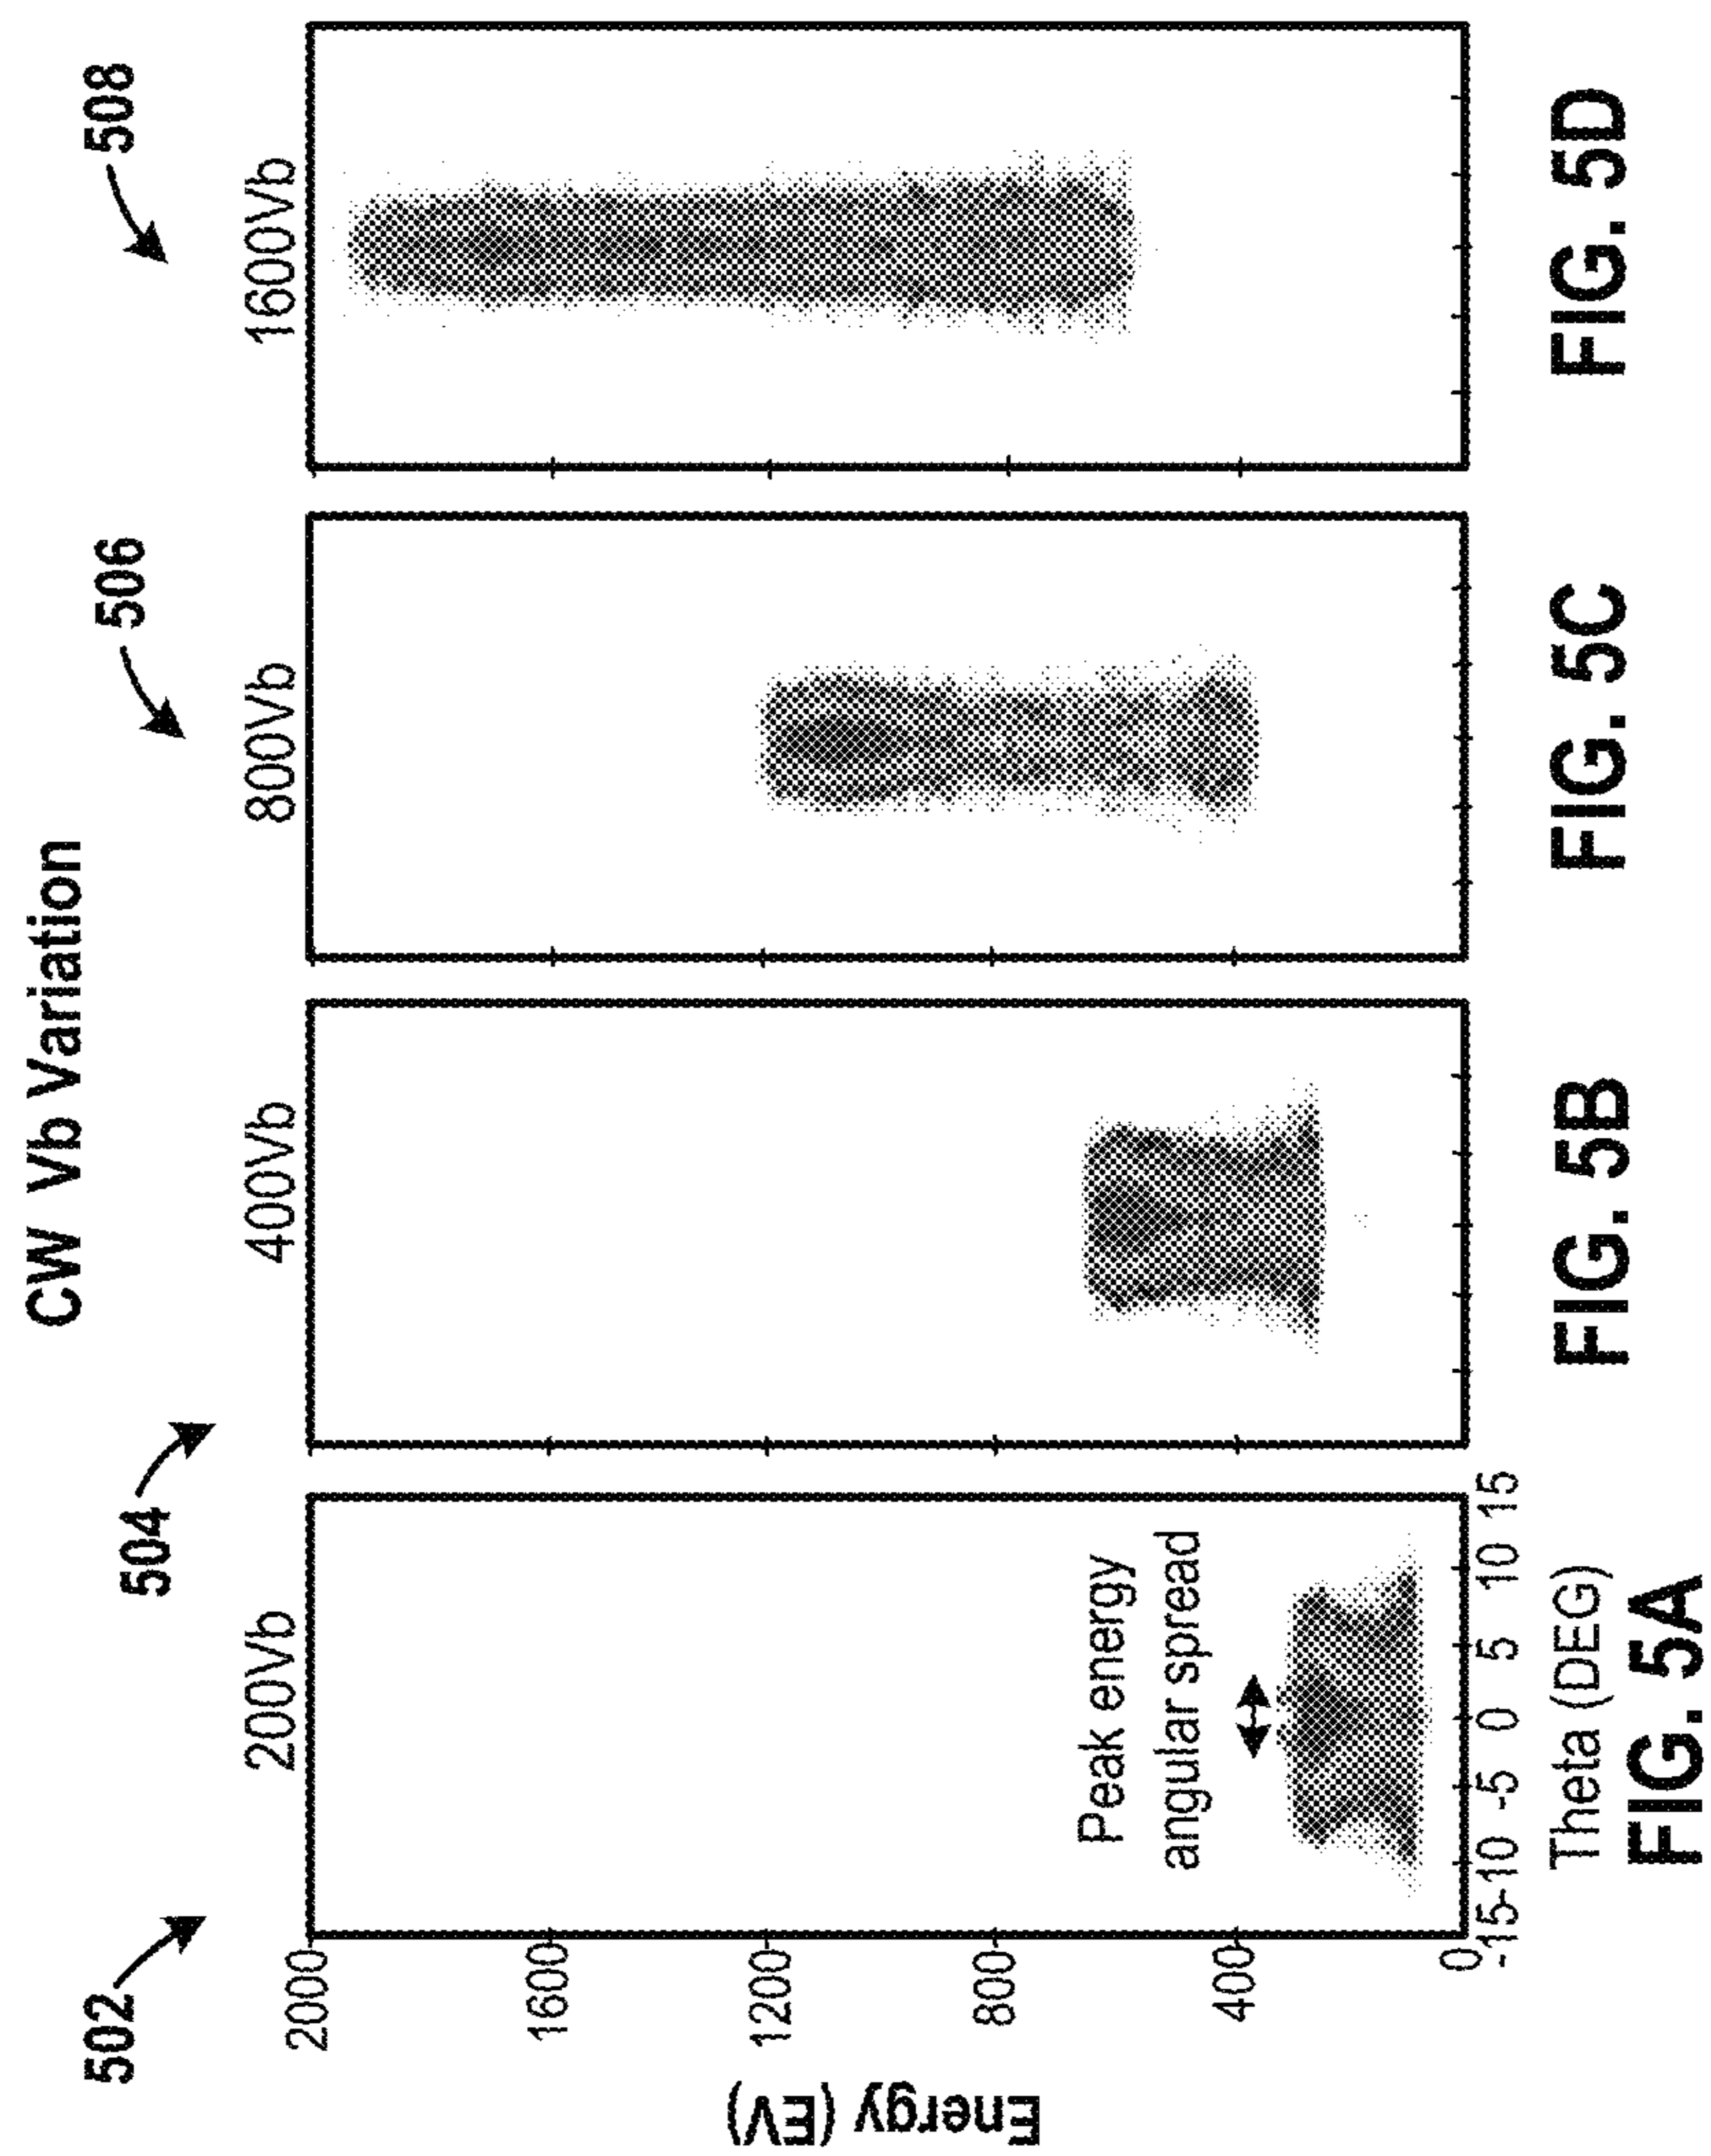 CW Vb Variation
502
504
506
508
200Vb
400Vb
800Vb
1600Vb
Energy (EV)
2000
1600
1200
800
400
0
Peak energy
angular spread
-15 -10 -5 0 5 10 15
Theta (DEG)
FIG. 5A
FIG. 5B
FIG. 5C
FIG. 5D